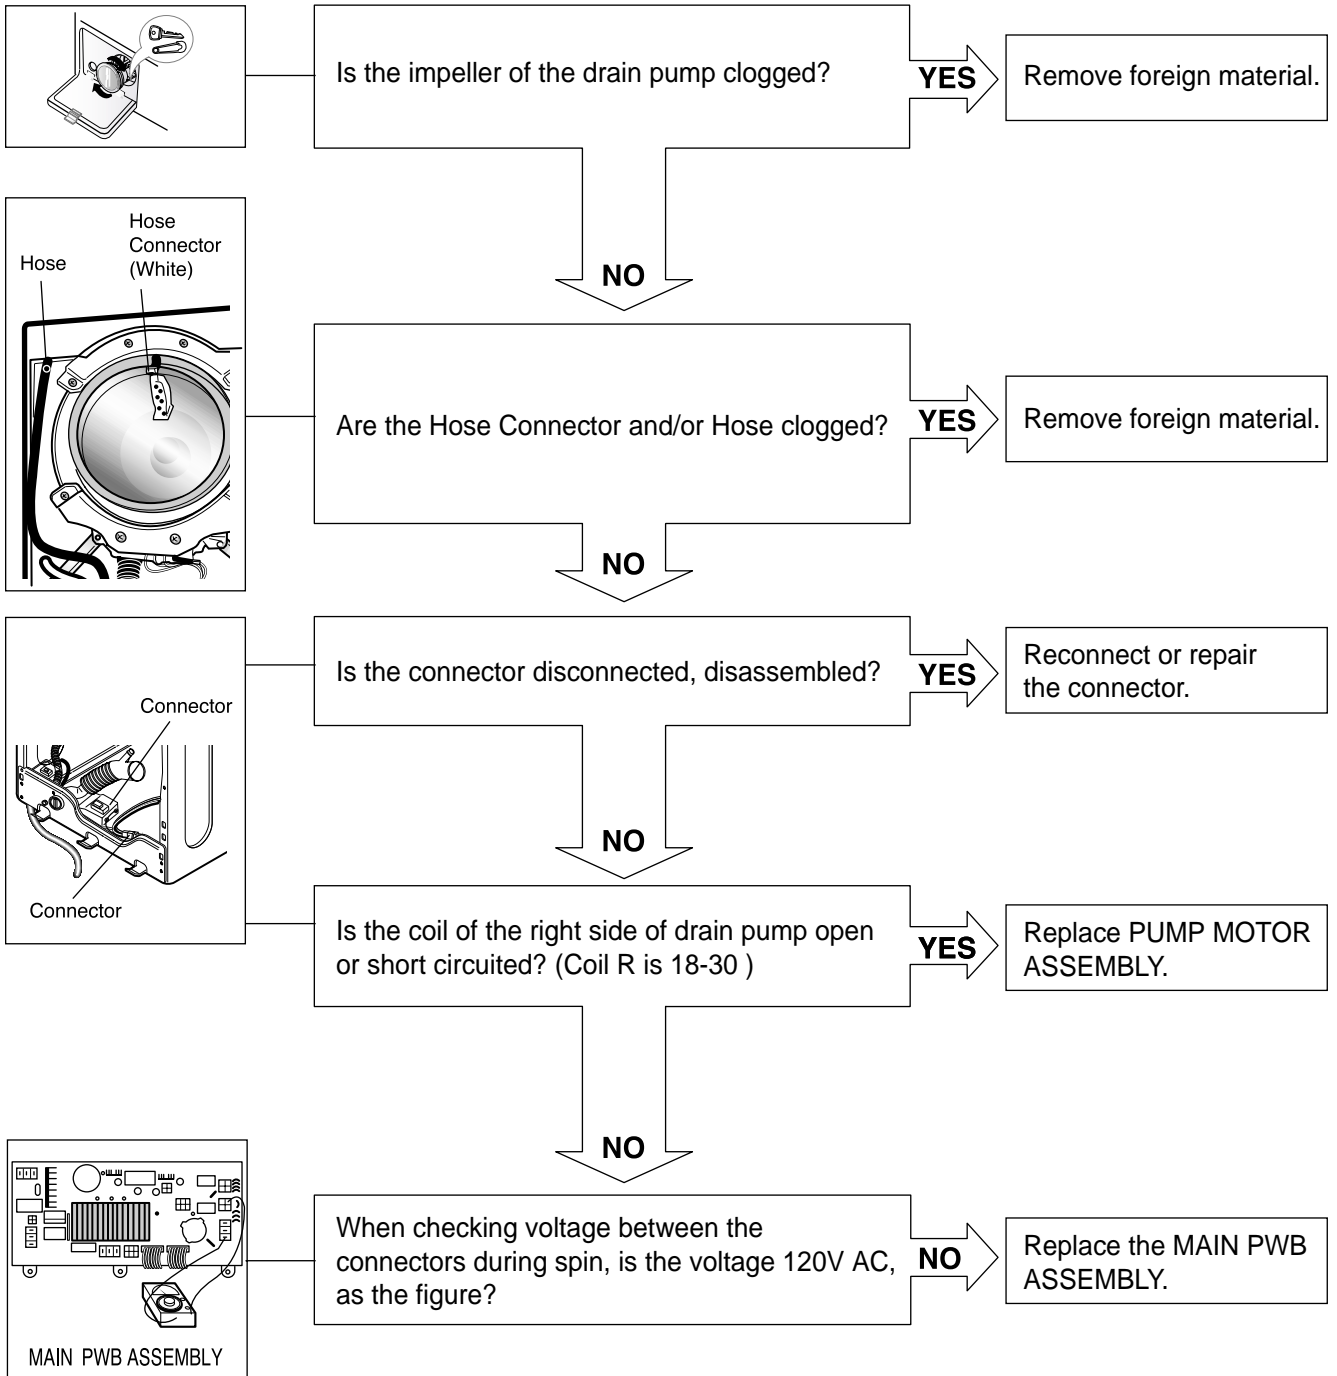 Is the impeller of the drain pump clogged?
YES
Remove foreign material.
NO
Hose
Hose
Connector
(White)
Are the Hose Connector and/or Hose clogged?
YES
Remove foreign material.
NO
Is the connector disconnected, disassembled?
YES
Reconnect or repair
the connector.
Connector
Connector
NO
Is the coil of the right side of drain pump open
or short circuited? (Coil R is 18-30 )
YES
Replace PUMP MOTOR
ASSEMBLY.
NO
When checking voltage between the
connectors during spin, is the voltage 120V AC,
as the figure?
NO
Replace the MAIN PWB
ASSEMBLY.
MAIN PWB ASSEMBLY